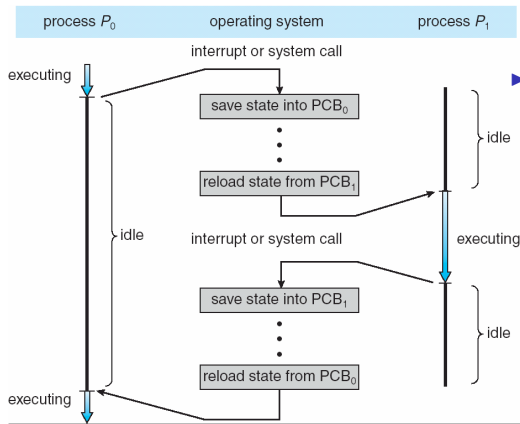 process P0
operating system
process P1
interrupt or system call
executing
save state into PCB0
idle
reload state from PCB1
idle
interrupt or system call
executing
save state into PCB1
idle
reload state from PCB0
executing